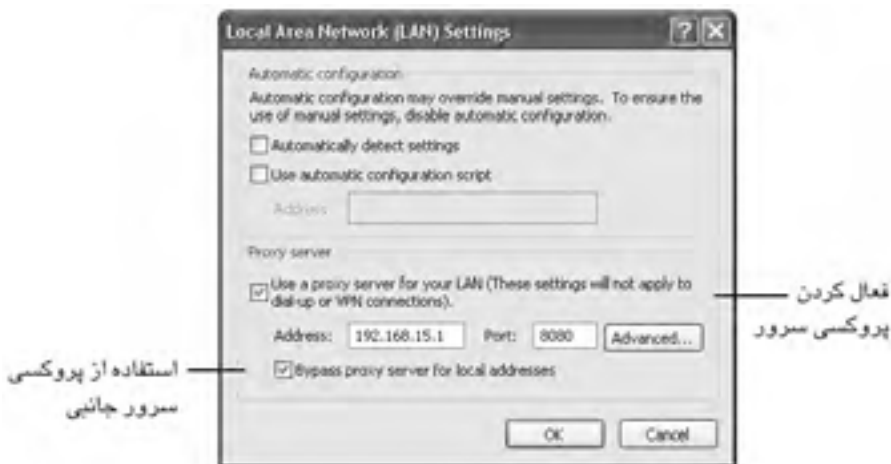 Local Area Network (LAN) Settings
Automatic configuration
Automatic configuration may override manual settings. To ensure the
use of manual settings, disable automatic configuration.
Automatically detect settings
Use automatic configuration script
Address
Proxy server
Use a proxy server for your LAN (These settings will not apply to
dial-up or VPN connections).
فعال کردن
پروکسی سرور
Address: 192.168.15.1 Port: 8080 Advanced...
Bypass proxy server for local addresses
استفاده از پروکسی
سرور جانبی
OK Cancel